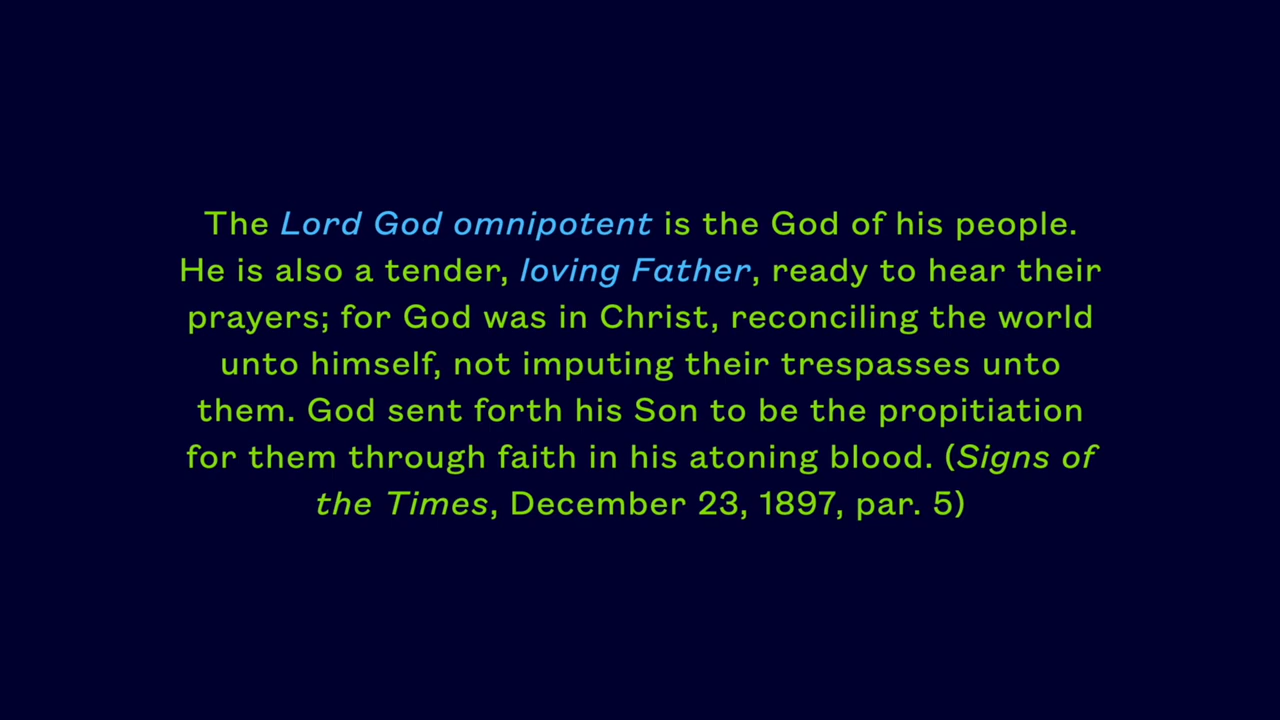 The Lord God omnipotent is the God of his people.
He is also a tender, loving Father, ready to hear their
prayers; for God was in Christ, reconciling the world
unto himself, not imputing their trespasses unto
them. God sent forth his Son to be the propitiation
for them through faith in his atoning blood. (Signs of
the Times, December 23, 1897, par. 5)